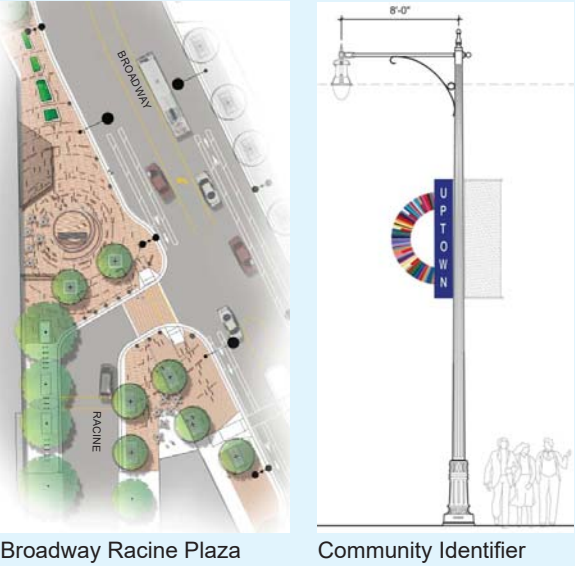 BROADWAY
RACINE
Broadway Racine Plaza
8'-0"
UPTOWN
Community Identifier